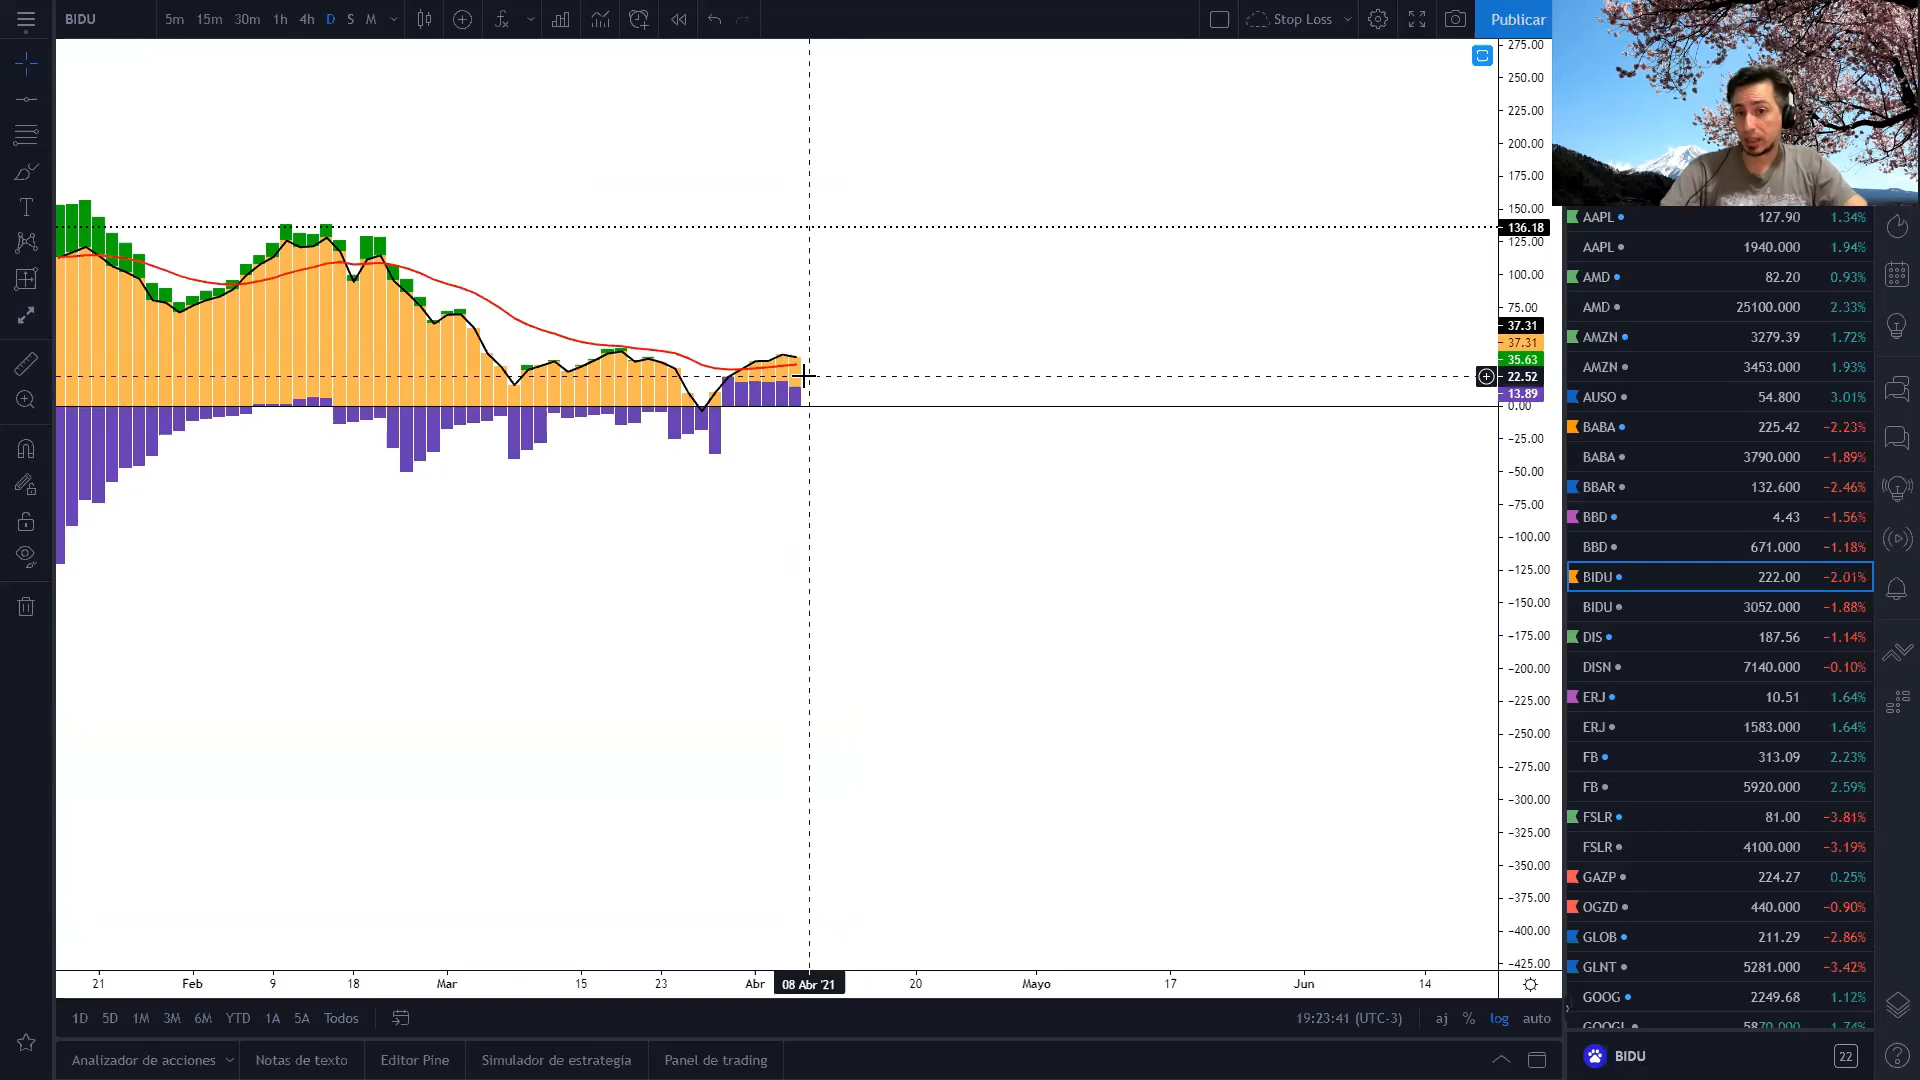 BIDU 5m 15m 30m 1h 4h D S M Stop Loss Publicar
275.00
250.00
225.00
200.00
175.00
150.00
136.18
125.00
100.00
75.00
37.31
37.31
35.63
22.52
13.89
0.00
−25.00
−50.00
−75.00
−100.00
−125.00
−150.00
−175.00
−200.00
−225.00
−250.00
−275.00
−300.00
−325.00
−350.00
−375.00
−400.00
−425.00
21 Feb 9 18 Mar 15 23 Abr 08 Abr '21 20 Mayo 17 Jun 14
1D 5D 1M 3M 6M YTD 1A 5A Todos 19:23:41 (UTC-3) aj % log auto
Analizador de acciones Notas de texto Editor Pine Simulador de estrategia Panel de trading
AAPL 127.90 1.34%
AAPL 1940.000 1.94%
AMD 82.20 0.93%
AMD 25100.000 2.33%
AMZN 3279.39 1.72%
AMZN 3453.000 1.93%
AUSO 54.800 3.01%
BABA 225.42 −2.23%
BABA 3790.000 −1.89%
BBAR 132.600 −2.46%
BBD 4.43 −1.56%
BBD 671.000 −1.18%
BIDU 222.00 −2.01%
BIDU 3052.000 −1.88%
DIS 187.56 −1.14%
DISN 7140.000 −0.10%
ERJ 10.51 1.64%
ERJ 1583.000 1.64%
FB 313.09 2.23%
FB 5920.000 2.59%
FSLR 81.00 −3.81%
FSLR 4100.000 −3.19%
GAZP 224.27 0.25%
OGZD 440.000 −0.90%
GLOB 211.29 −2.86%
GLNT 5281.000 −3.42%
GOOG 2249.68 1.12%
GOOGL 5870.000 1.74%
BIDU 22